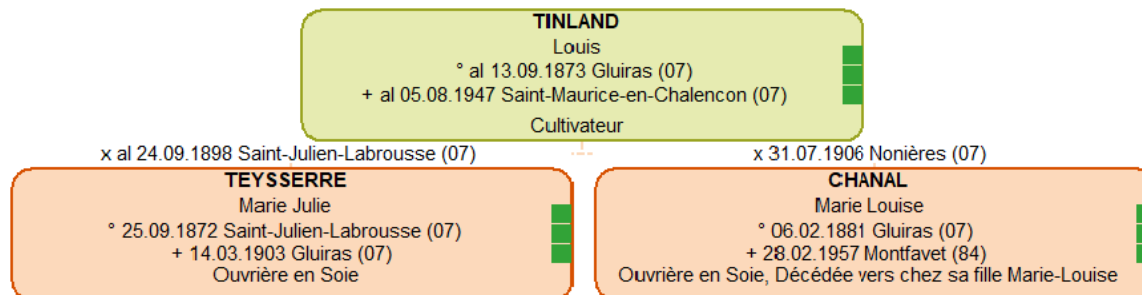 TINLAND
Louis
° al 13.09.1873 Gluiras (07)
+ al 05.08.1947 Saint-Maurice-en-Chalencon (07)
Cultivateur
x al 24.09.1898 Saint-Julien-Labrousse (07)
x 31.07.1906 Nonières (07)
TEYSSERRE
Marie Julie
° 25.09.1872 Saint-Julien-Labrousse (07)
+ 14.03.1903 Gluiras (07)
Ouvrière en Soie
CHANAL
Marie Louise
° 06.02.1881 Gluiras (07)
+ 28.02.1957 Montfavet (84)
Ouvrière en Soie, Décédée vers chez sa fille Marie-Louise